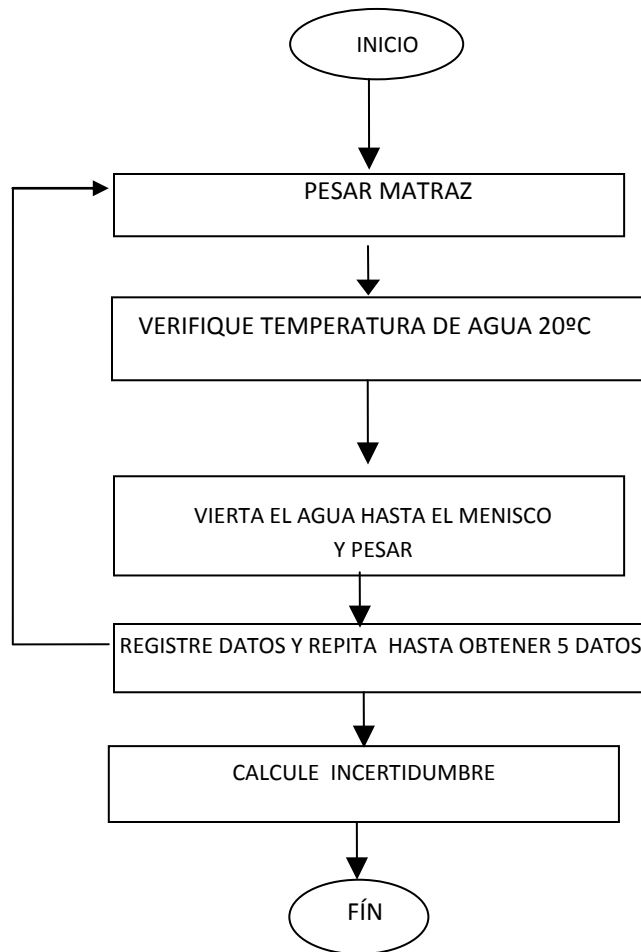 INICIO
PESAR MATRAZ
VERIFIQUE TEMPERATURA DE AGUA 20ºC
VIERTA EL AGUA HASTA EL MENISCO
Y PESAR
REGISTRE DATOS Y REPITA HASTA OBTENER 5 DATOS
CALCULE INCERTIDUMBRE
FÍN